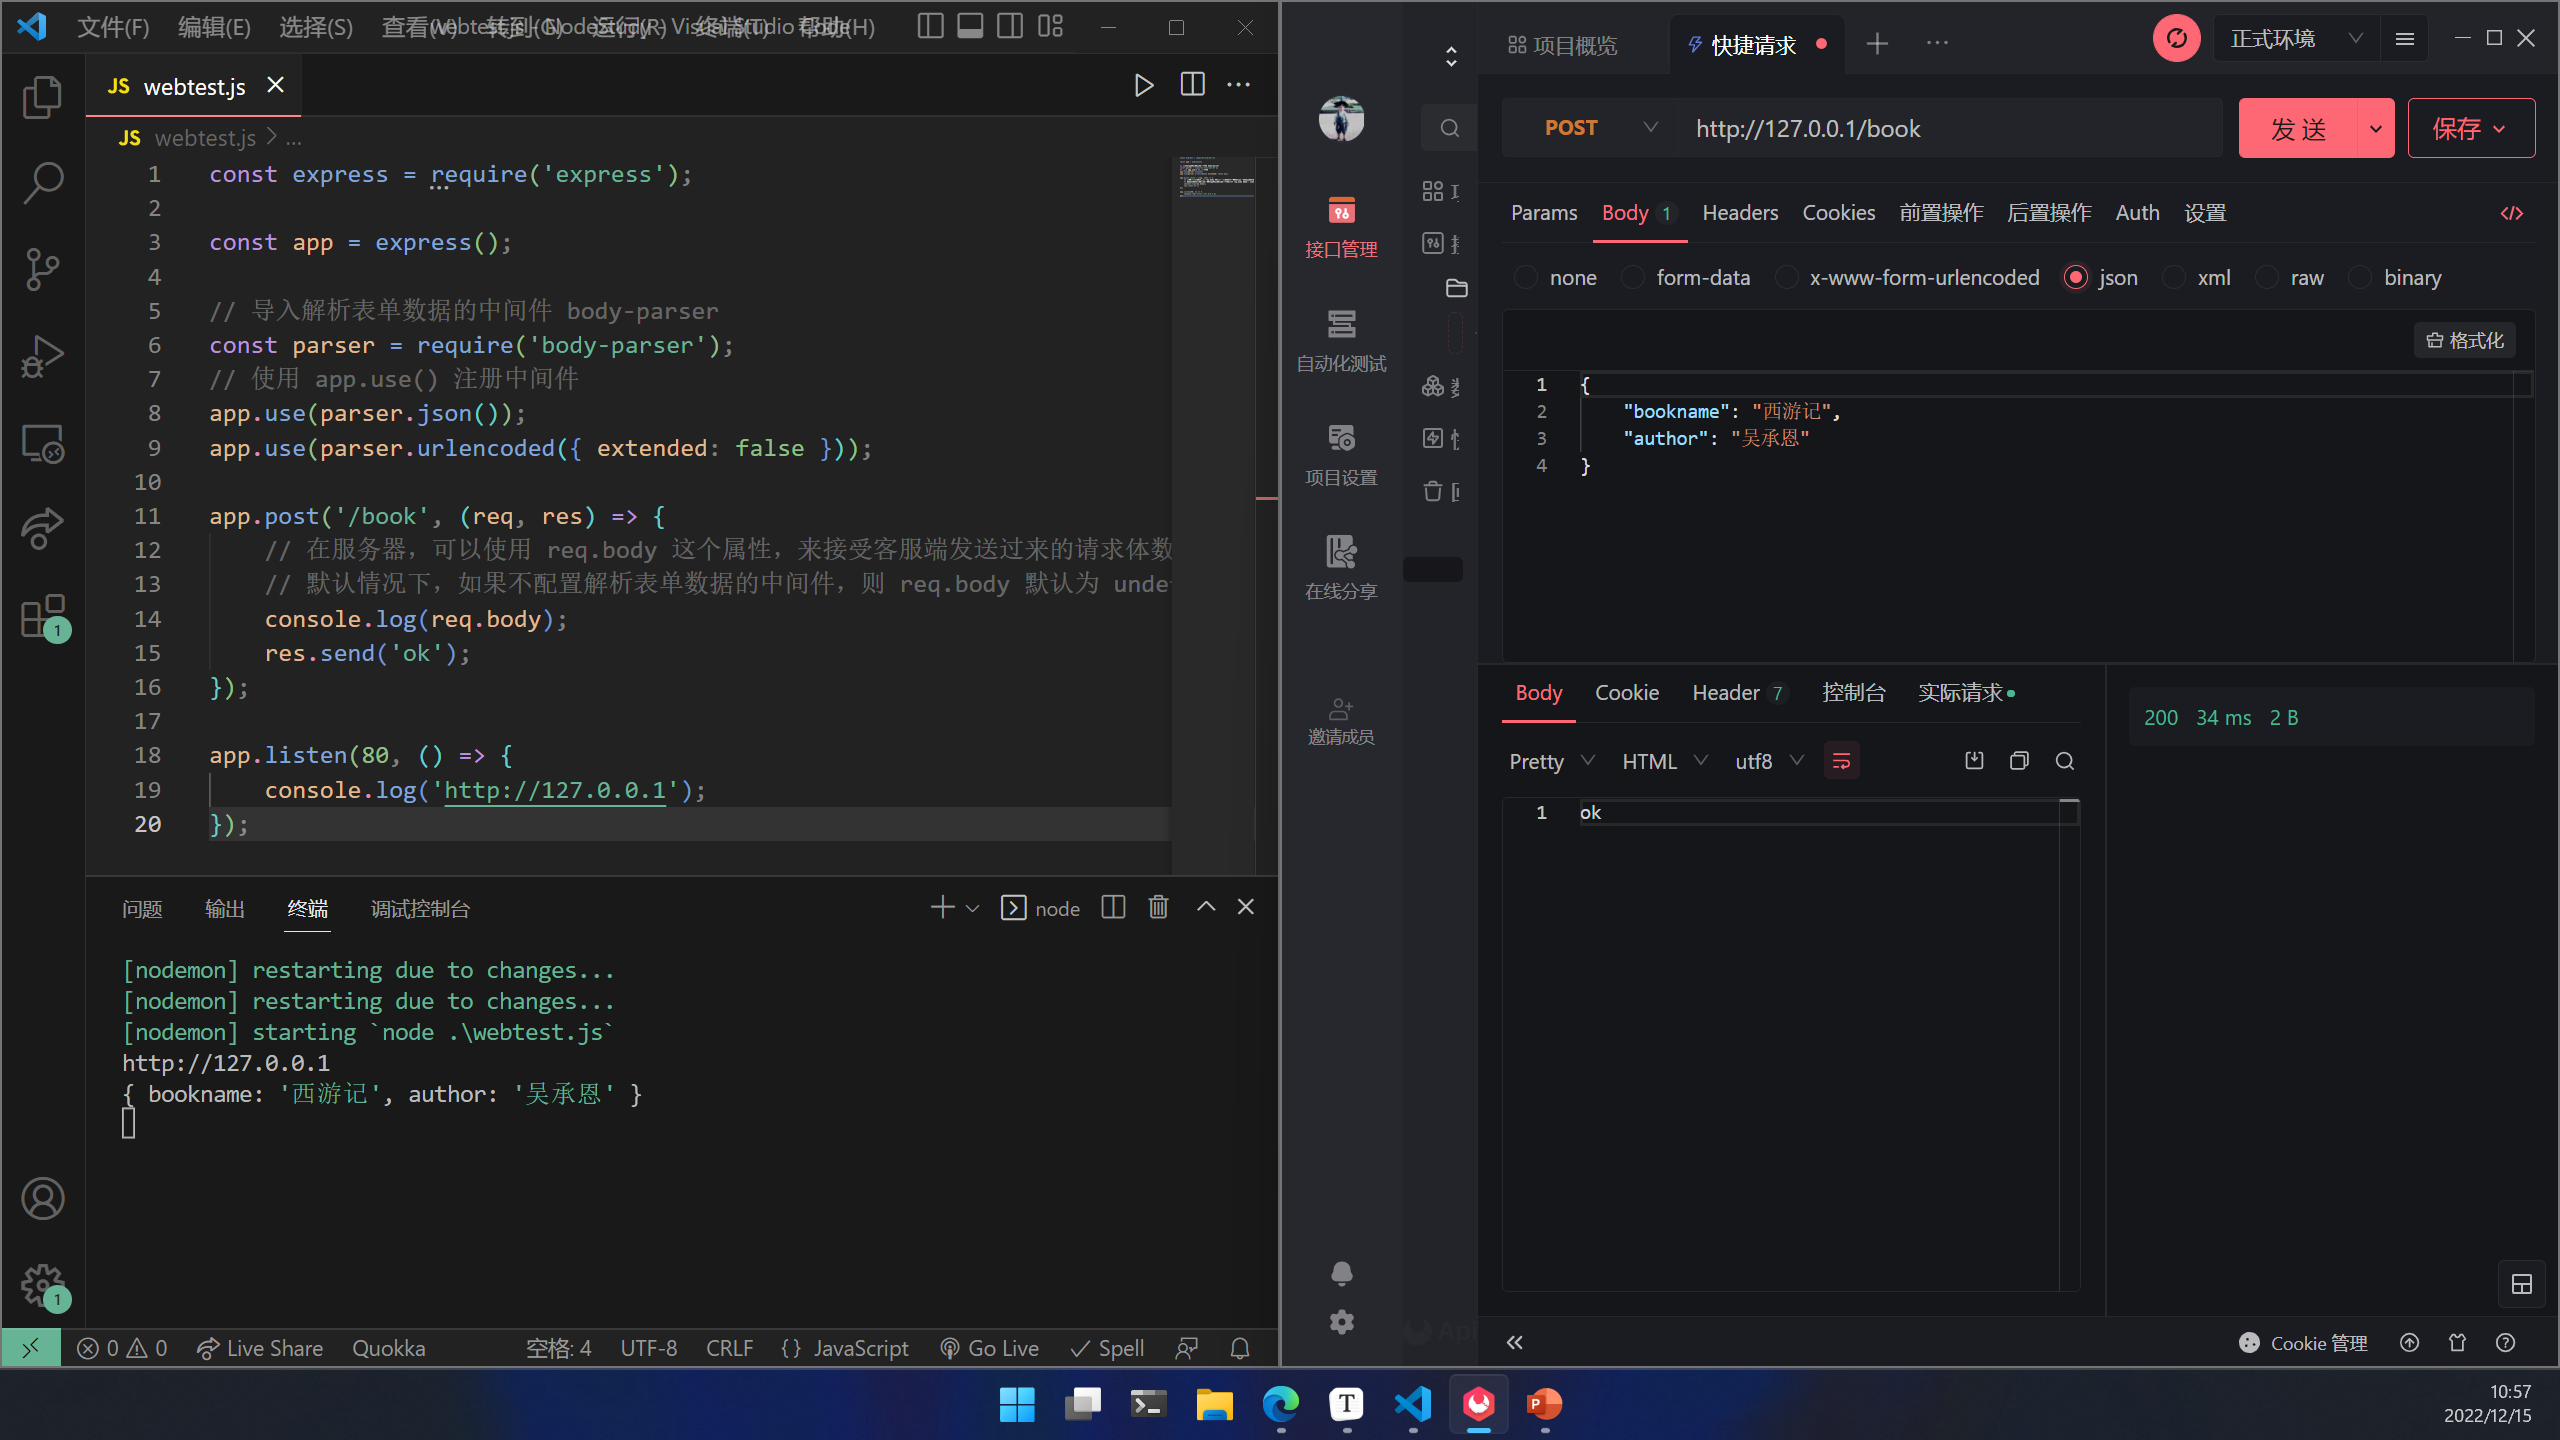 文件(F) 编辑(E) 选择(S) 查看(V) 转到(G) 运行(R) 终端(T) 帮助(H)
webtest.js - NodeStudy - Visual Studio Code
JS webtest.js
JS webtest.js > ...
1 const express = require('express');
2
3 const app = express();
4
5 // 导入解析表单数据的中间件 body-parser
6 const parser = require('body-parser');
7 // 使用 app.use() 注册中间件
8 app.use(parser.json());
9 app.use(parser.urlencoded({ extended: false }));
10
11 app.post('/book', (req, res) => {
12 // 在服务器，可以使用 req.body 这个属性，来接受客服端发送过来的请求体数
13 // 默认情况下，如果不配置解析表单数据的中间件，则 req.body 默认为 unde
14 console.log(req.body);
15 res.send('ok');
16 });
17
18 app.listen(80, () => {
19 console.log('http://127.0.0.1');
20 });
1
问题 输出 终端 调试控制台
node
[nodemon] restarting due to changes...
[nodemon] restarting due to changes...
[nodemon] starting `node .\webtest.js`
http://127.0.0.1
{ bookname: '西游记', author: '吴承恩' }
1
0 0 Live Share Quokka 空格: 4 UTF-8 CRLF {} JavaScript Go Live Spell
接口管理
自动化测试
项目设置
在线分享
邀请成员
项目概览 快捷请求 正式环境
POST http://127.0.0.1/book 发 送 保存
Params Body 1 Headers Cookies 前置操作 后置操作 Auth 设置
none form-data x-www-form-urlencoded json xml raw binary
格式化
1 {
2 "bookname": "西游记",
3 "author": "吴承恩"
4 }
Body Cookie Header 7 控制台 实际请求
200 34 ms 2 B
Pretty HTML utf8
1 ok
Cookie 管理
10:57
2022/12/15